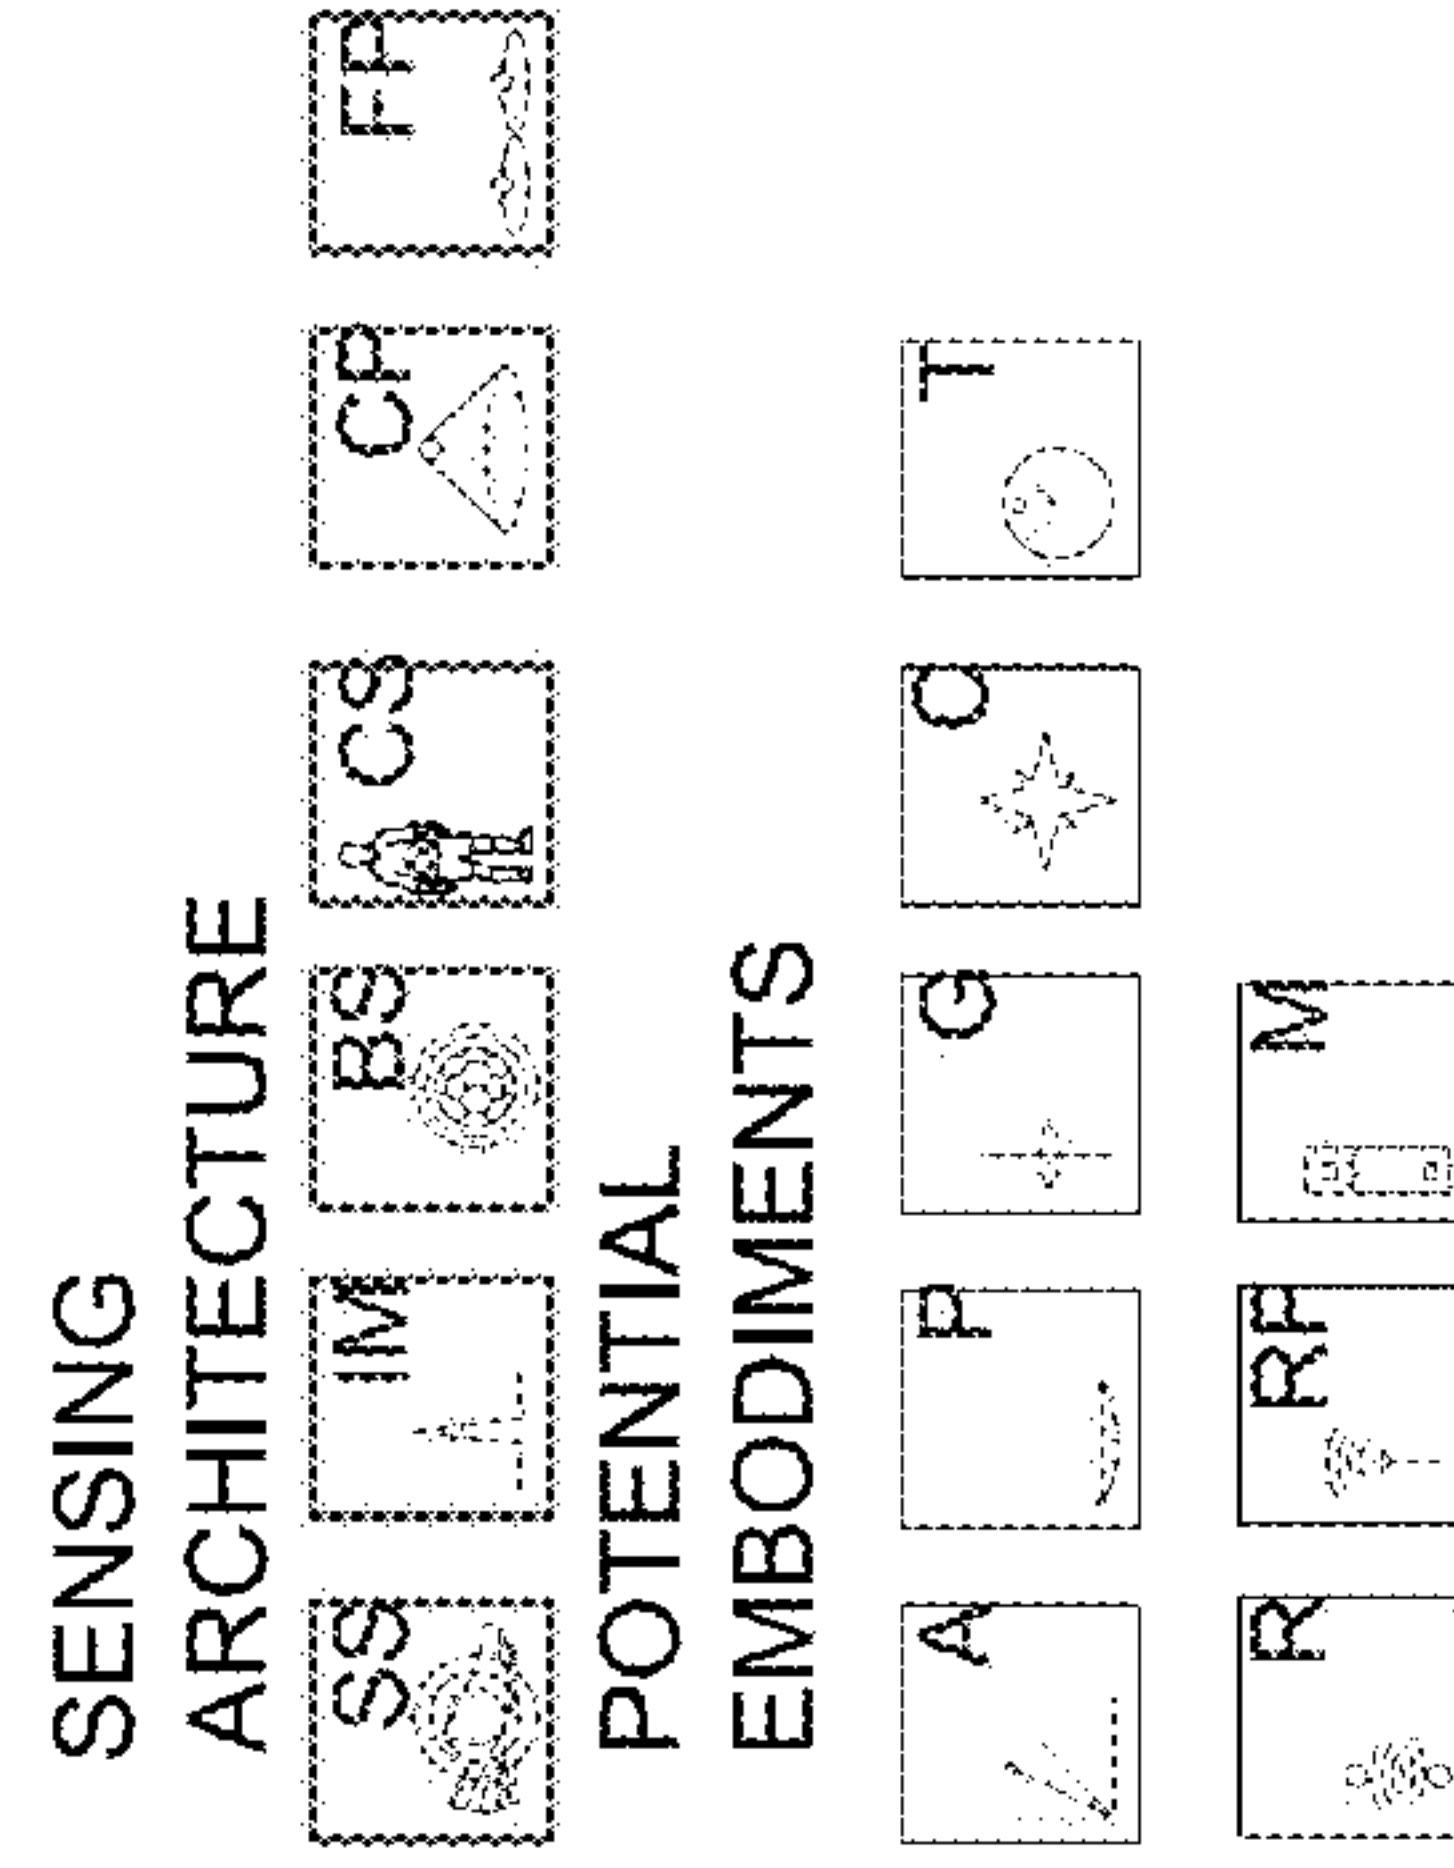 SENSING
ARCHITECTURE
SS IM BS CS CP FP
POTENTIAL
EMBODIMENTS
A P G O T
R RF M